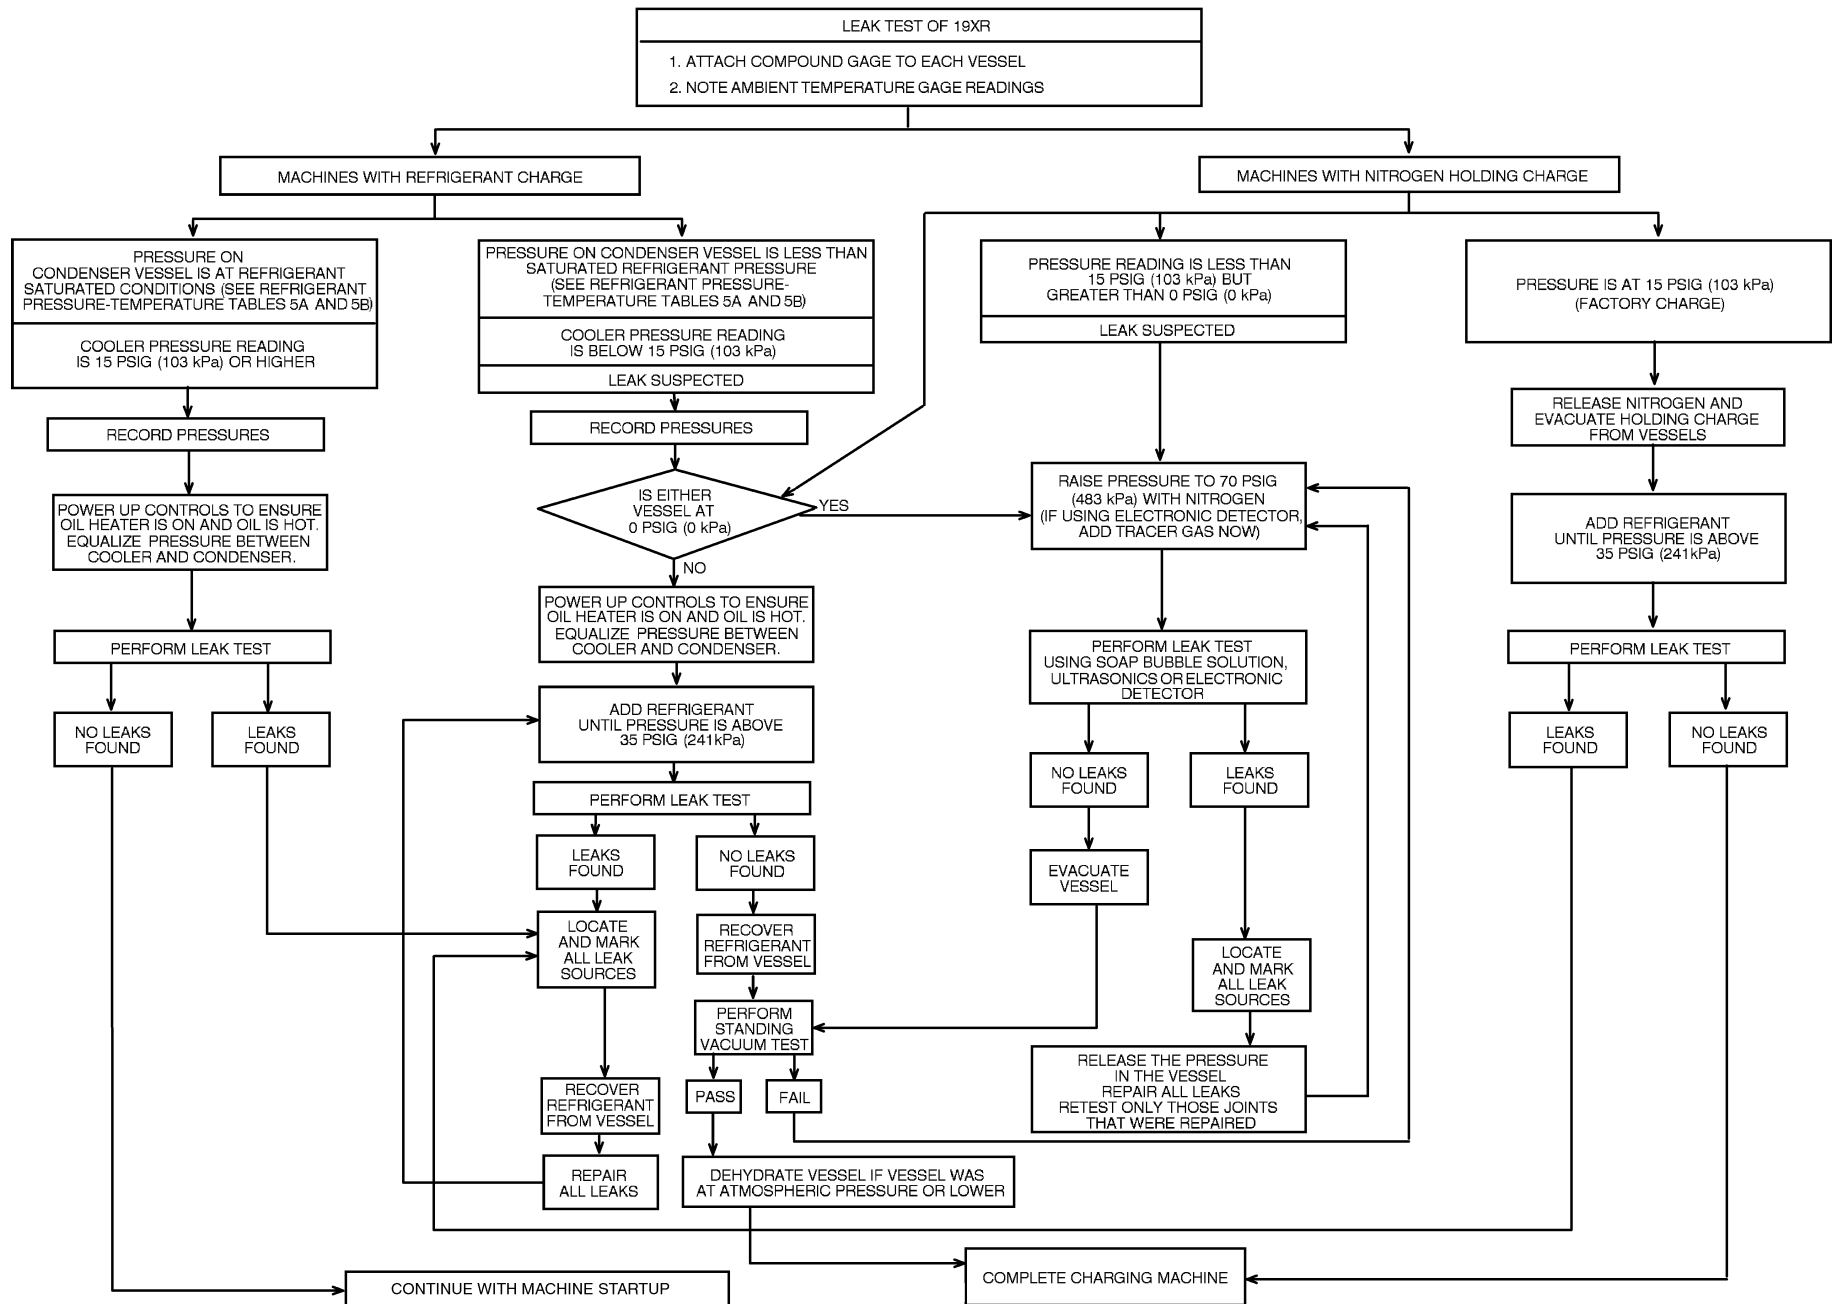 LEAK TEST OF 19XR
1. ATTACH COMPOUND GAGE TO EACH VESSEL
2. NOTE AMBIENT TEMPERATURE GAGE READINGS
MACHINES WITH REFRIGERANT CHARGE
MACHINES WITH NITROGEN HOLDING CHARGE
PRESSURE ON
CONDENSER VESSEL IS AT REFRIGERANT
SATURATED CONDITIONS (SEE REFRIGERANT
PRESSURE-TEMPERATURE TABLES 5A AND 5B)
COOLER PRESSURE READING
IS 15 PSIG (103 kPa) OR HIGHER
RECORD PRESSURES
POWER UP CONTROLS TO ENSURE
OIL HEATER IS ON AND OIL IS HOT.
EQUALIZE PRESSURE BETWEEN
COOLER AND CONDENSER.
PERFORM LEAK TEST
NO LEAKS
FOUND
LEAKS
FOUND
PRESSURE ON CONDENSER VESSEL IS LESS THAN
SATURATED REFRIGERANT PRESSURE
(SEE REFRIGERANT PRESSURE-
TEMPERATURE TABLES 5A AND 5B)
COOLER PRESSURE READING
IS BELOW 15 PSIG (103 kPa)
LEAK SUSPECTED
RECORD PRESSURES
IS EITHER
VESSEL AT
0 PSIG (0 kPa)
YES
NO
POWER UP CONTROLS TO ENSURE
OIL HEATER IS ON AND OIL IS HOT.
EQUALIZE PRESSURE BETWEEN
COOLER AND CONDENSER.
ADD REFRIGERANT
UNTIL PRESSURE IS ABOVE
35 PSIG (241kPa)
PERFORM LEAK TEST
LEAKS
FOUND
NO LEAKS
FOUND
LOCATE
AND MARK
ALL LEAK
SOURCES
RECOVER
REFRIGERANT
FROM VESSEL
PERFORM
STANDING
VACUUM TEST
PASS
FAIL
RECOVER
REFRIGERANT
FROM VESSEL
REPAIR
ALL LEAKS
DEHYDRATE VESSEL IF VESSEL WAS
AT ATMOSPHERIC PRESSURE OR LOWER
PRESSURE READING IS LESS THAN
15 PSIG (103 kPa) BUT
GREATER THAN 0 PSIG (0 kPa)
LEAK SUSPECTED
RAISE PRESSURE TO 70 PSIG
(483 kPa) WITH NITROGEN
(IF USING ELECTRONIC DETECTOR,
ADD TRACER GAS NOW)
PERFORM LEAK TEST
USING SOAP BUBBLE SOLUTION,
ULTRASONICS OR ELECTRONIC
DETECTOR
NO LEAKS
FOUND
LEAKS
FOUND
EVACUATE
VESSEL
LOCATE
AND MARK
ALL LEAK
SOURCES
RELEASE THE PRESSURE
IN THE VESSEL
REPAIR ALL LEAKS
RETEST ONLY THOSE JOINTS
THAT WERE REPAIRED
PRESSURE IS AT 15 PSIG (103 kPa)
(FACTORY CHARGE)
RELEASE NITROGEN AND
EVACUATE HOLDING CHARGE
FROM VESSELS
ADD REFRIGERANT
UNTIL PRESSURE IS ABOVE
35 PSIG (241kPa)
PERFORM LEAK TEST
LEAKS
FOUND
NO LEAKS
FOUND
CONTINUE WITH MACHINE STARTUP
COMPLETE CHARGING MACHINE